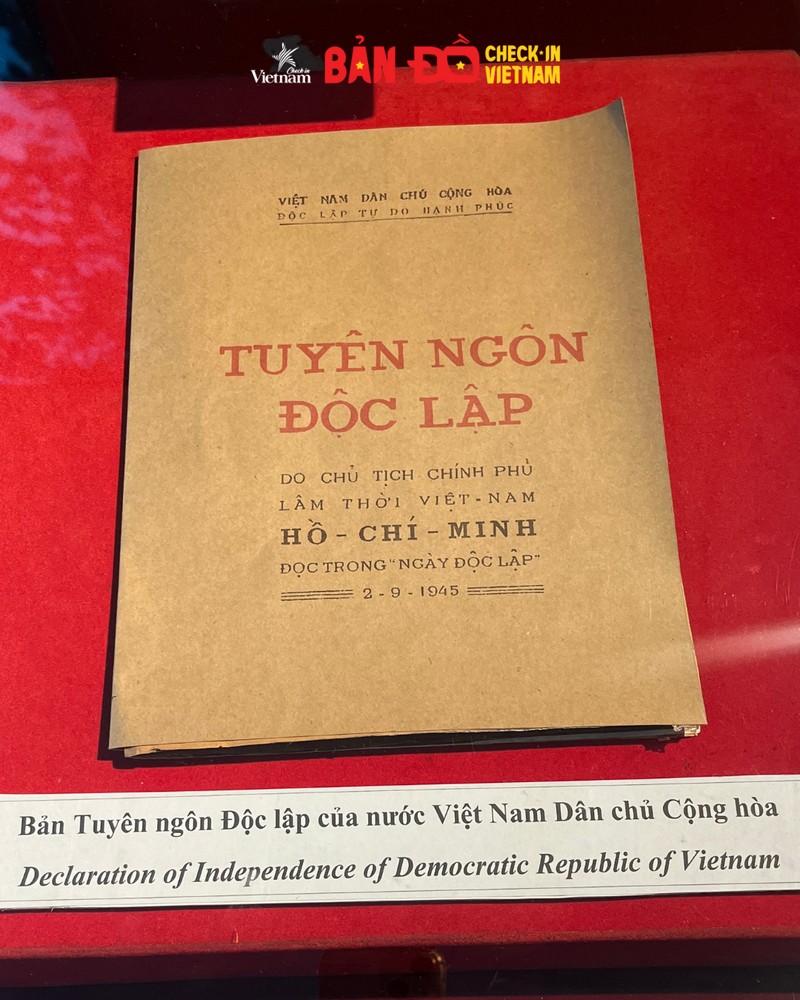 Check in
Vietnam
BẢN ĐỒ
CHECK-IN
VIETNAM
VIỆT NAM DÂN CHỦ CỘNG HÒA
ĐỘC LẬP TỰ DO HẠNH PHÚC
TUYÊN NGÔN
ĐỘC LẬP
DO CHỦ TỊCH CHÍNH PHỦ
LÂM THỜI VIỆT-NAM
HỒ-CHÍ-MINH
ĐỌC TRONG "NGÀY ĐỘC LẬP"
2-9-1945
Bản Tuyên ngôn Độc lập của nước Việt Nam Dân chủ Cộng hòa
Declaration of Independence of Democratic Republic of Vietnam